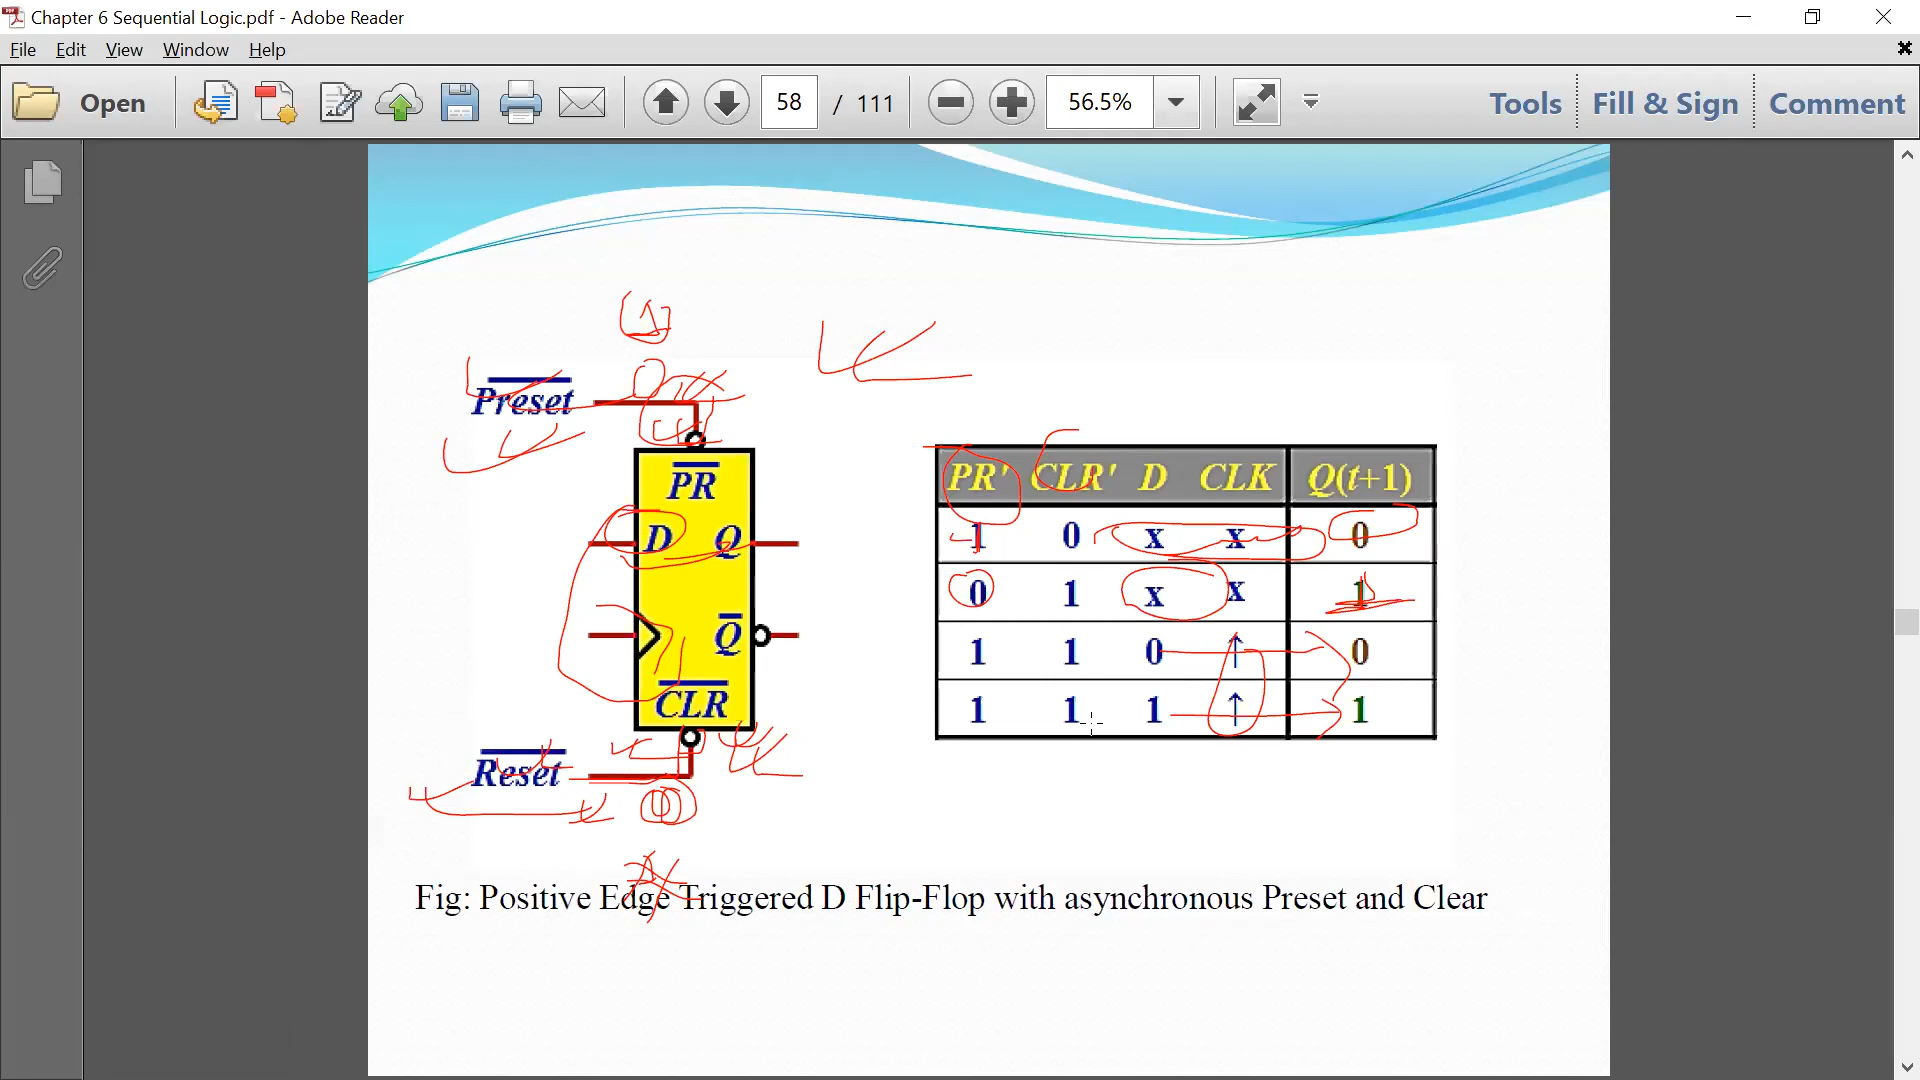 Chapter 6 Sequential Logic.pdf - Adobe Reader
File Edit View Window Help
Open 58 / 111 56.5% Tools Fill & Sign Comment
(1)
0
Preset
PR
D Q
Q
CLR
Reset
PR' CLR' D CLK Q(t+1)
1 0 x x 0
0 1 x x 1
1 1 0 ↑ 0
1 1 1 ↑ 1
Fig: Positive Edge Triggered D Flip-Flop with asynchronous Preset and Clear